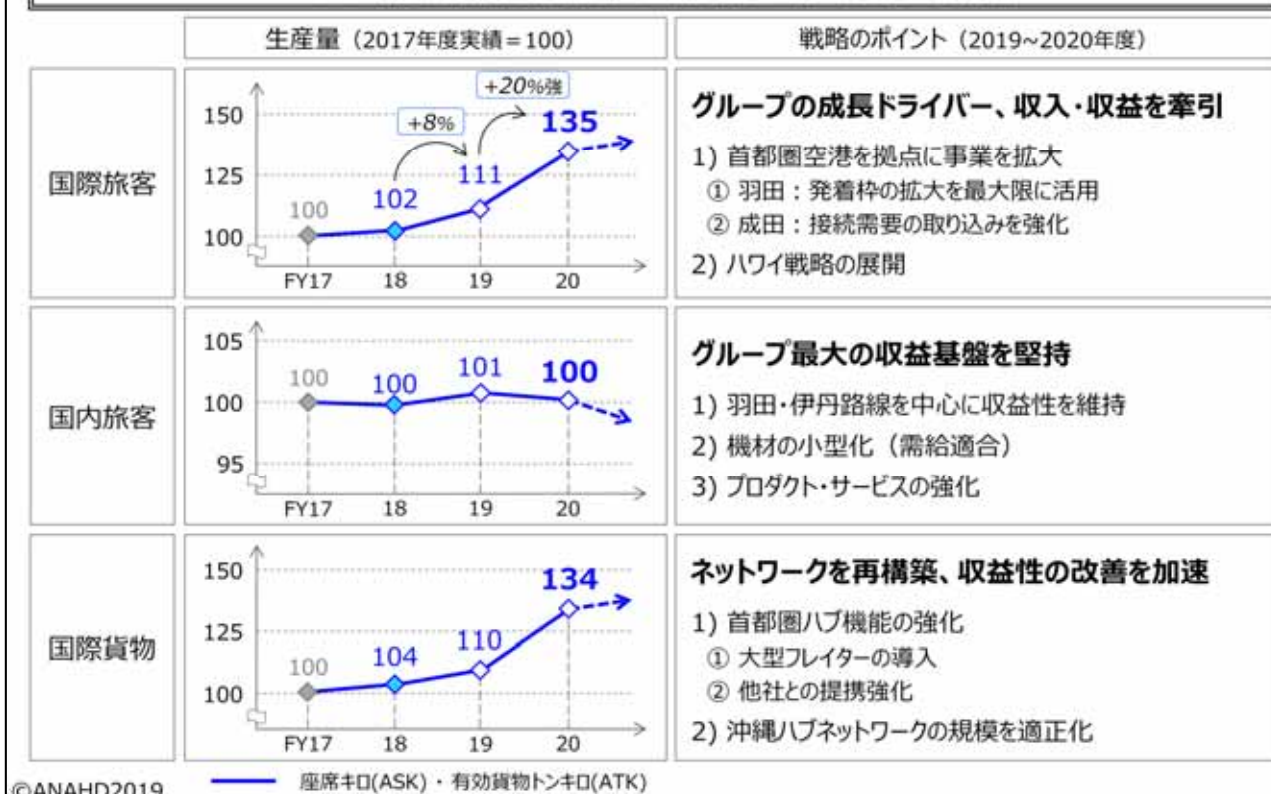 生産量（2017年度実績＝100）
戦略のポイント（2019~2020年度）
国際旅客
150
125
100
+8%
+20%強
100
102
111
135
FY17
18
19
20
グループの成長ドライバー、収入・収益を牽引
1) 首都圏空港を拠点に事業を拡大
① 羽田：発着枠の拡大を最大限に活用
② 成田：接続需要の取り込みを強化
2) ハワイ戦略の展開
国内旅客
105
100
95
100
100
101
100
FY17
18
19
20
グループ最大の収益基盤を堅持
1) 羽田・伊丹路線を中心に収益性を維持
2) 機材の小型化（需給適合）
3) プロダクト・サービスの強化
国際貨物
150
125
100
100
104
110
134
FY17
18
19
20
ネットワークを再構築、収益性の改善を加速
1) 首都圏ハブ機能の強化
① 大型フレイターの導入
② 他社との提携強化
2) 沖縄ハブネットワークの規模を適正化
©ANAHD2019
座席キロ(ASK)・有効貨物トンキロ(ATK)